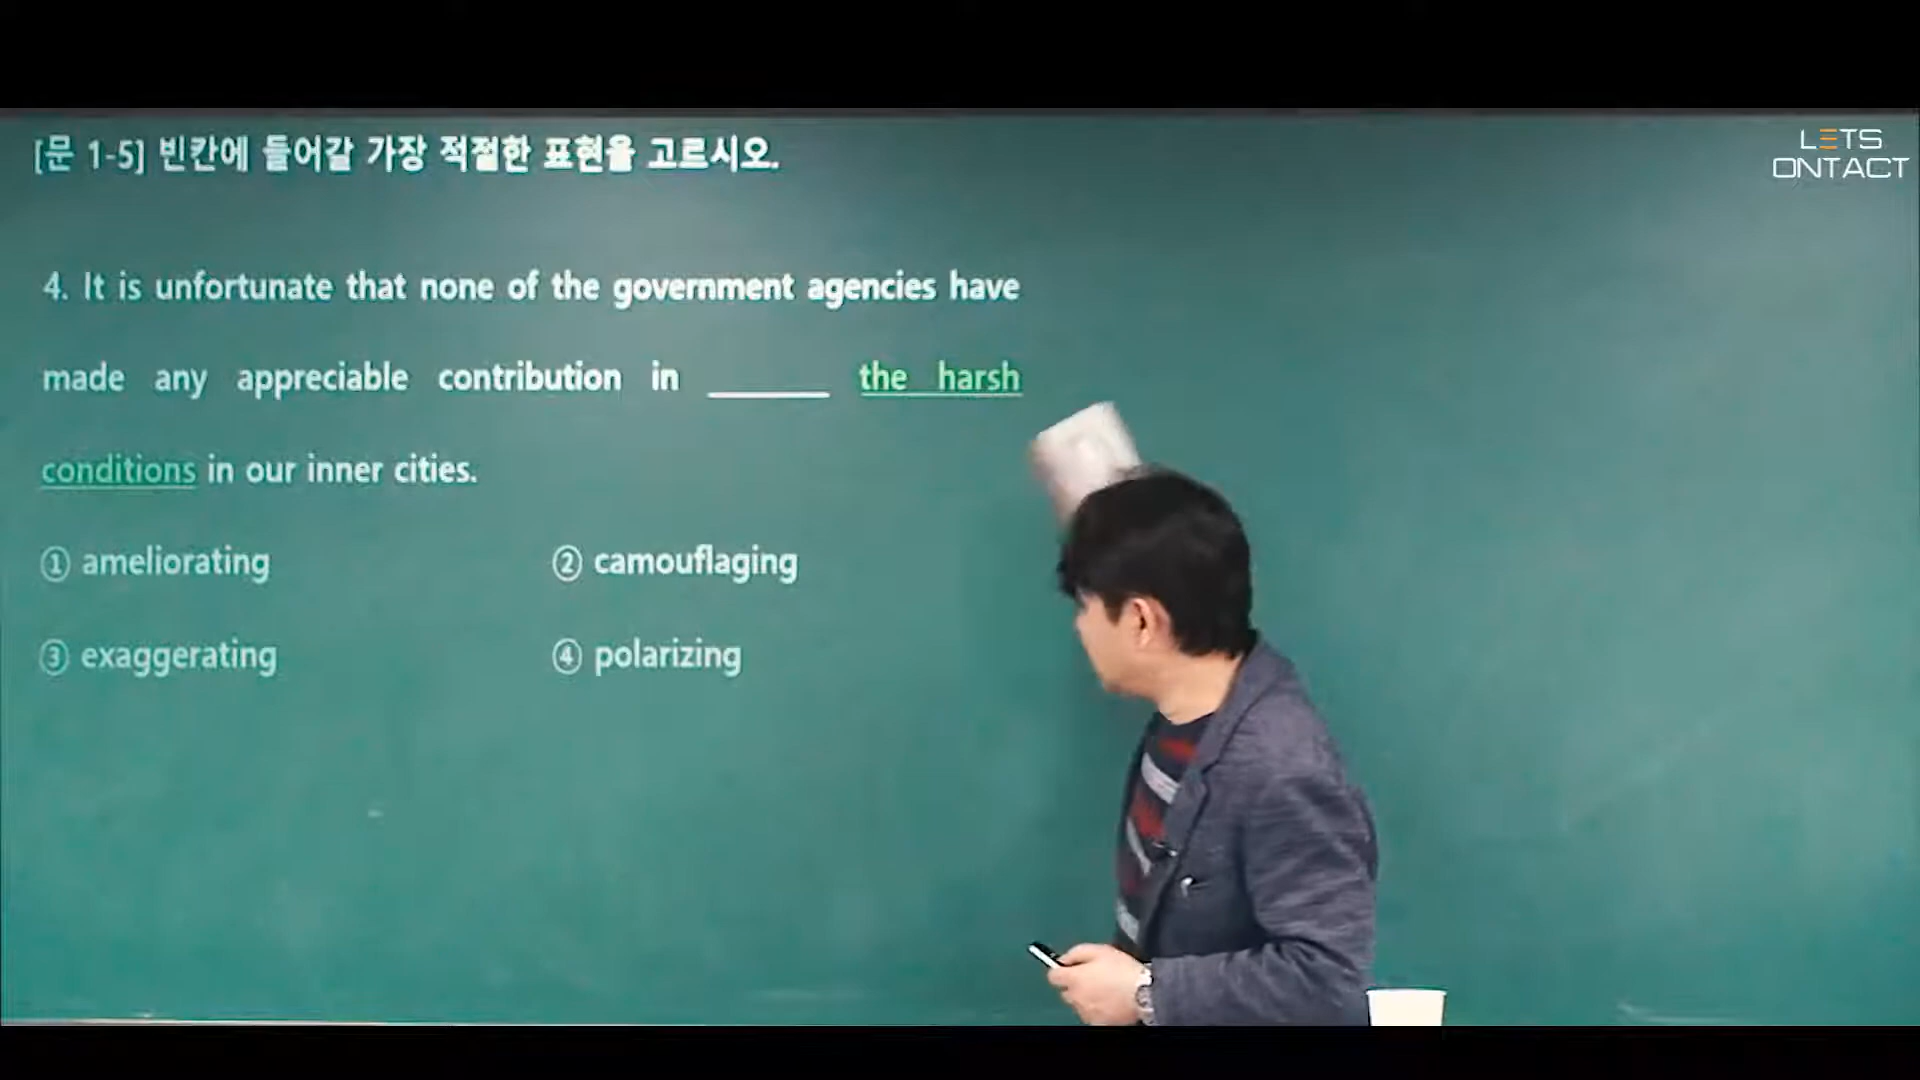 [문 1-5] 빈칸에 들어갈 가장 적절한 표현을 고르시오.
LETS
ONTACT
4. It is unfortunate that none of the government agencies have
made any appreciable contribution in ______ the harsh
conditions in our inner cities.
① ameliorating ② camouflaging
③ exaggerating ④ polarizing